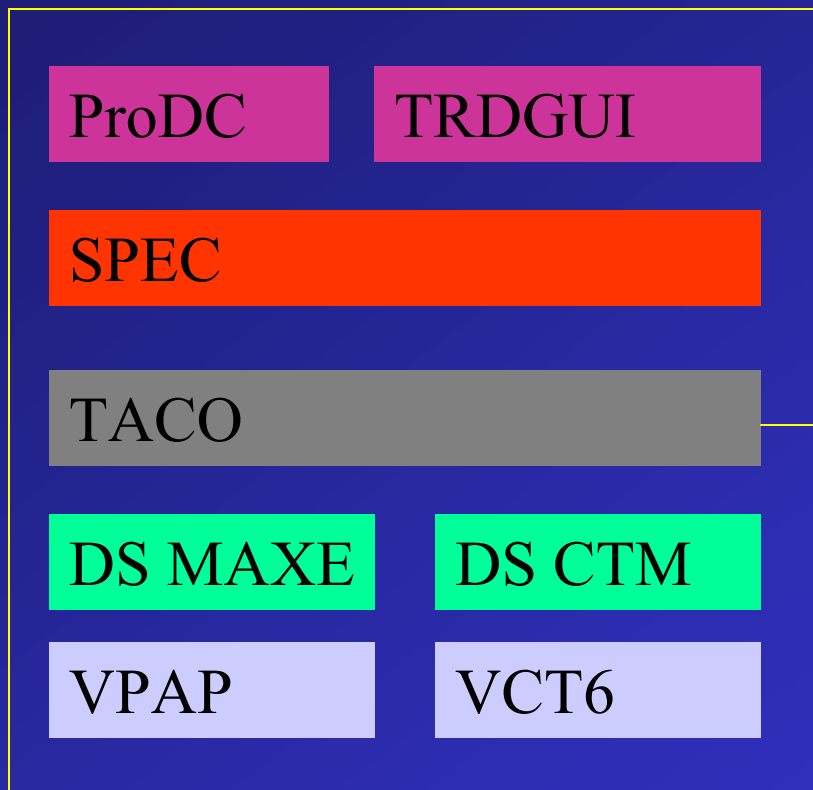 ProDC TRDGUI
SPEC
TACO
DS MAXE DS CTM
VPAP VCT6